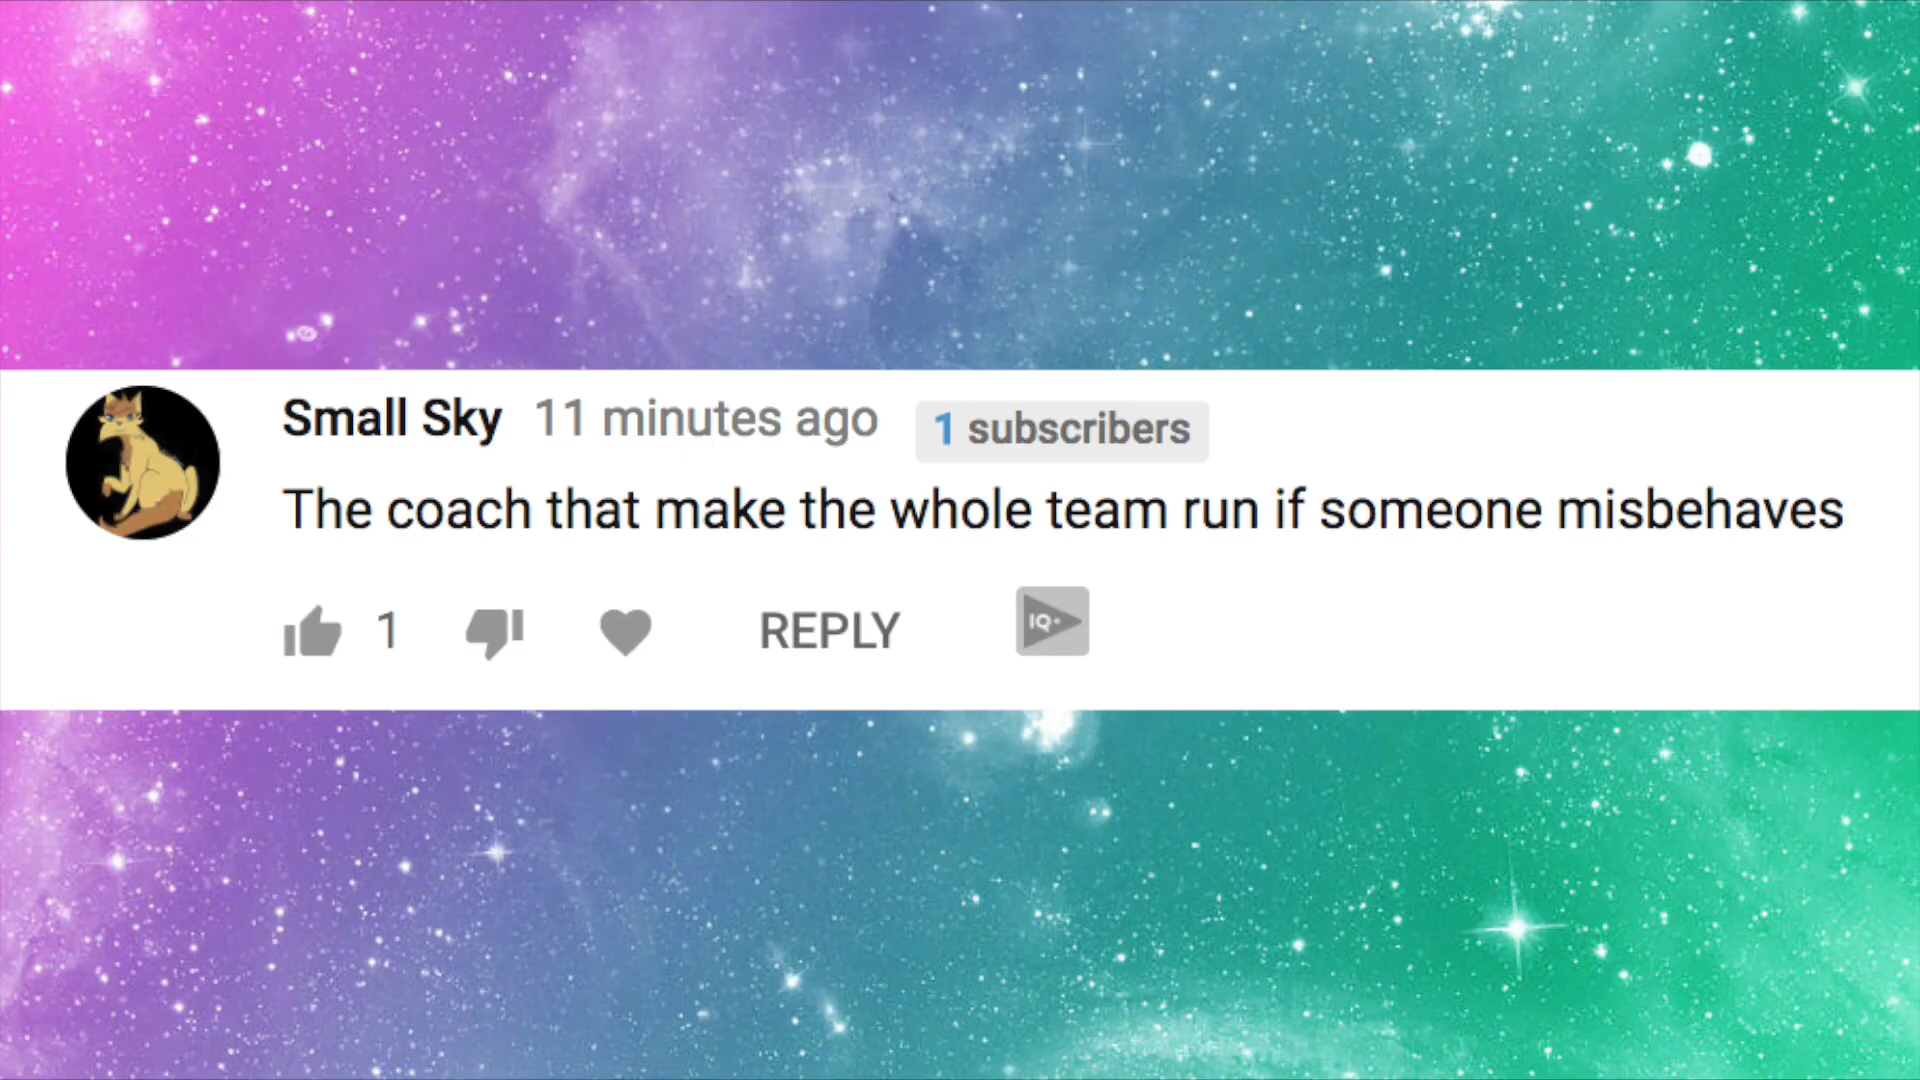 Small Sky 11 minutes ago 1 subscribers
The coach that make the whole team run if someone misbehaves
1 REPLY IQ